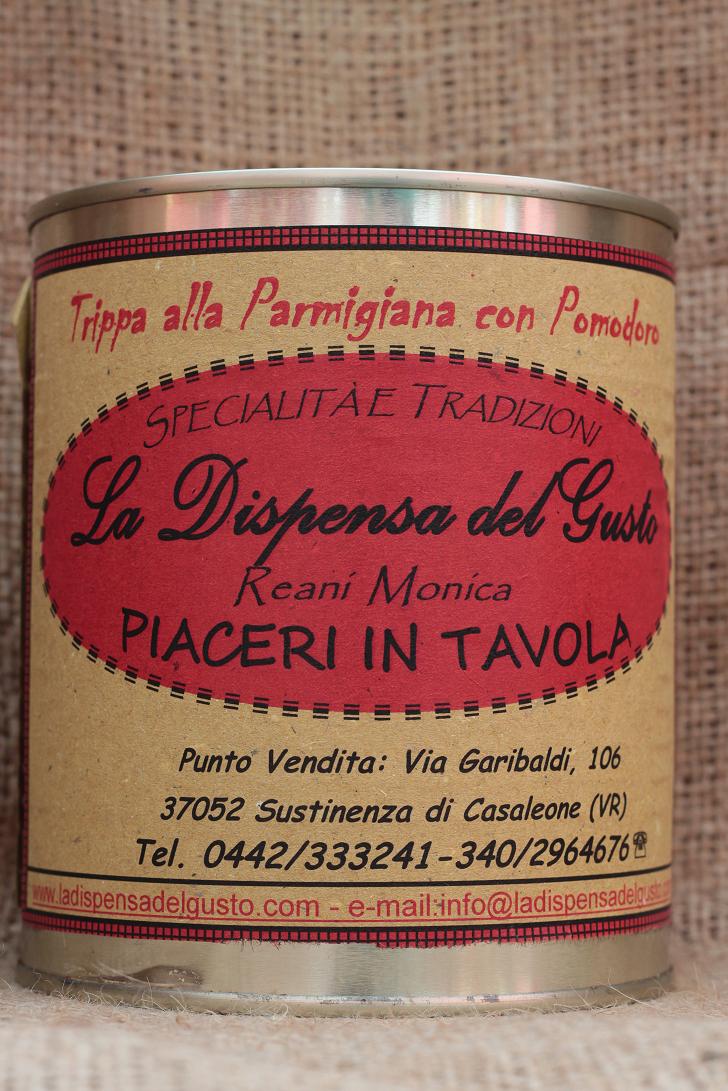 Trippa alla Parmigiana con Pomodoro
SPECIALITÀ E TRADIZIONI
La Dispensa del Gusto
Reani Monica
PIACERI IN TAVOLA
Punto Vendita: Via Garibaldi, 106
37052 Sustinenza di Casaleone (VR)
Tel. 0442/333241-340/2964676
www.ladispensadelgusto.com - e-mail:info@ladispensadelgust